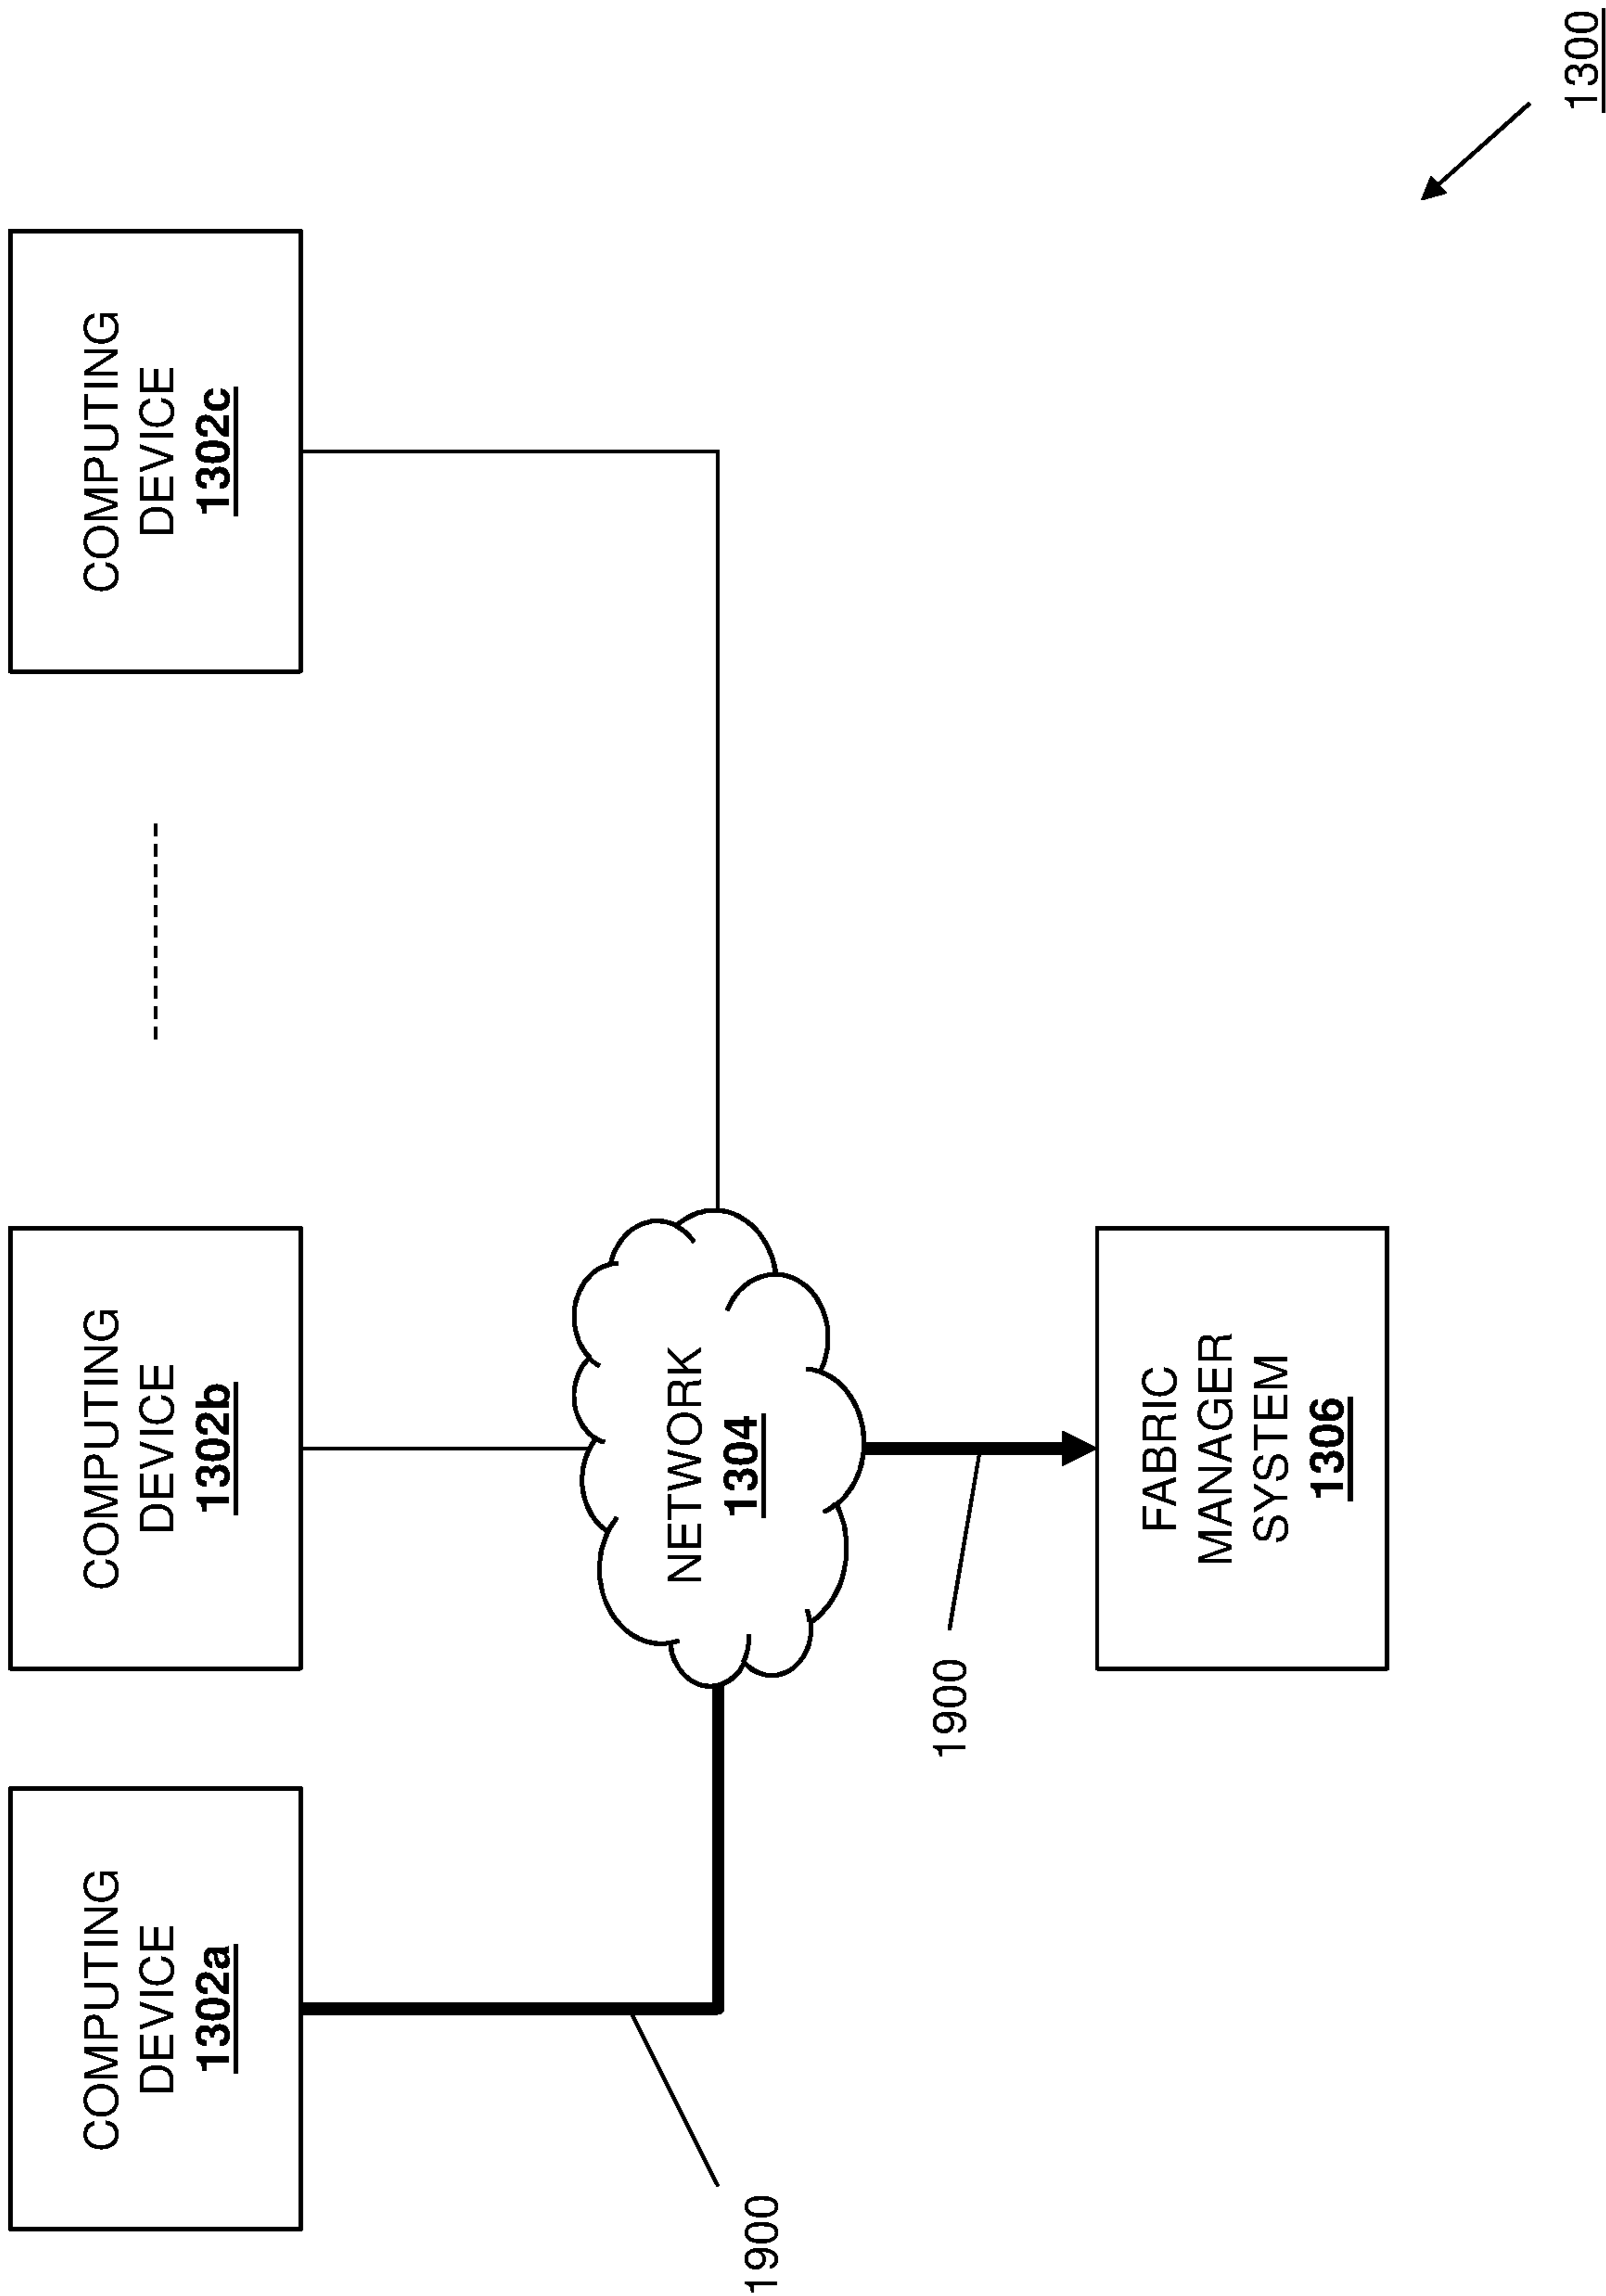 COMPUTING
DEVICE
1302a
COMPUTING
DEVICE
1302b
COMPUTING
DEVICE
1302c
NETWORK
1304
1900
1900
FABRIC
MANAGER
SYSTEM
1306
1300